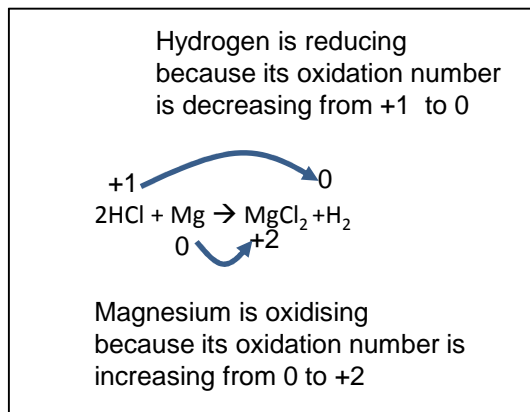 Hydrogen is reducing
because its oxidation number
is decreasing from +1 to 0
+1 0
2HCl + Mg → MgCl₂ +H₂
0 +2
Magnesium is oxidising
because its oxidation number is
increasing from 0 to +2